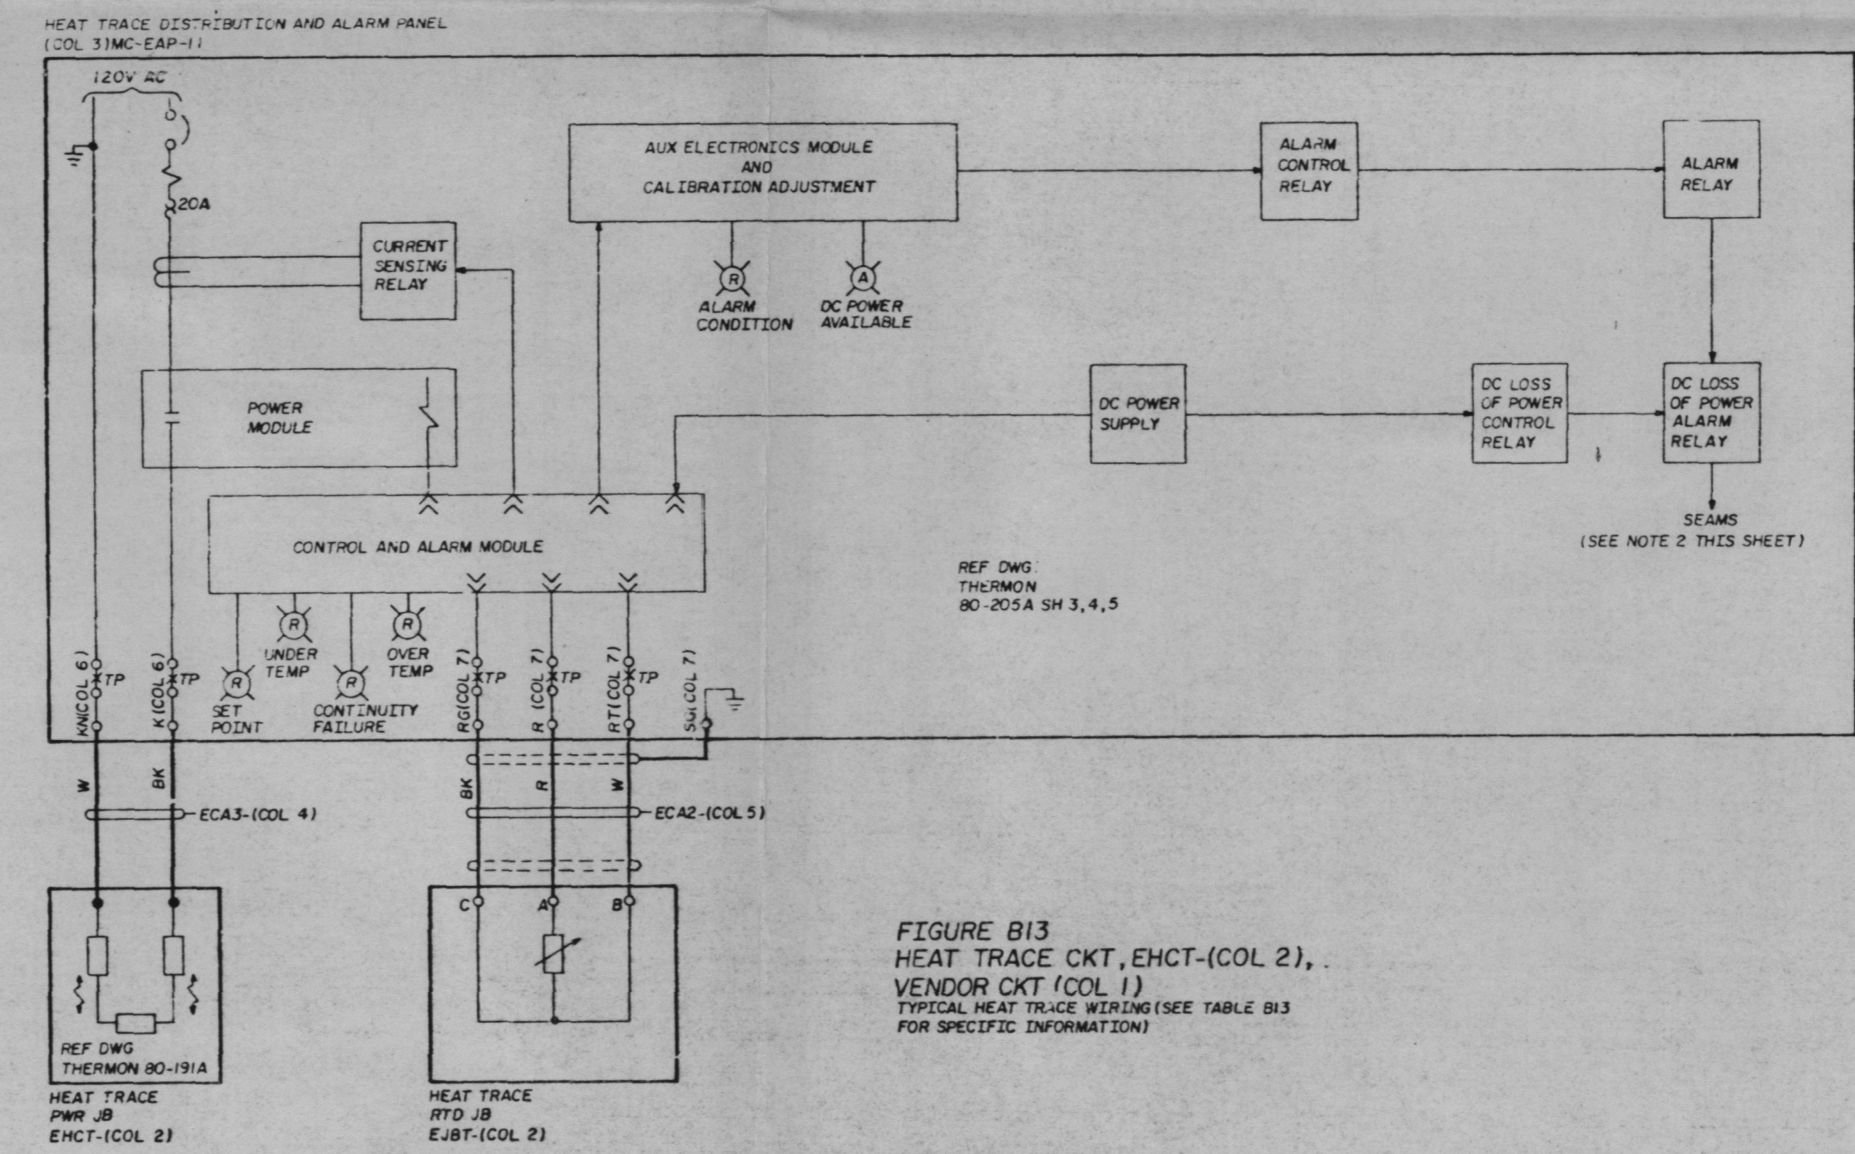 HEAT TRACE DISTRIBUTION AND ALARM PANEL
(COL 3)MC-EAP-11
120V AC
20A
CURRENT
SENSING
RELAY
AUX ELECTRONICS MODULE
AND
CALIBRATION ADJUSTMENT
ALARM
CONTROL
RELAY
ALARM
RELAY
R
ALARM
CONDITION
A
DC POWER
AVAILABLE
POWER
MODULE
DC POWER
SUPPLY
DC LOSS
OF POWER
CONTROL
RELAY
DC LOSS
OF POWER
ALARM
RELAY
SEAMS
(SEE NOTE 2 THIS SHEET)
CONTROL AND ALARM MODULE
REF DWG:
THERMON
80-205A SH 3,4,5
R
UNDER
TEMP
R
OVER
TEMP
R
SET
POINT
R
CONTINUITY
FAILURE
KN(COL 6)
TP
K(COL 6)
TP
RG(COL 7)
TP
R (COL 7)
TP
RT(COL 7)
TP
SG(COL 7)
W
BK
ECA3-(COL 4)
BK
R
W
ECA2-(COL 5)
C
A
B
REF DWG
THERMON 80-191A
HEAT TRACE
PWR JB
EHCT-(COL 2)
HEAT TRACE
RTD JB
EJBT-(COL 2)
FIGURE B13
HEAT TRACE CKT, EHCT-(COL 2),
VENDOR CKT (COL 1)
TYPICAL HEAT TRACE WIRING(SEE TABLE B13
FOR SPECIFIC INFORMATION)